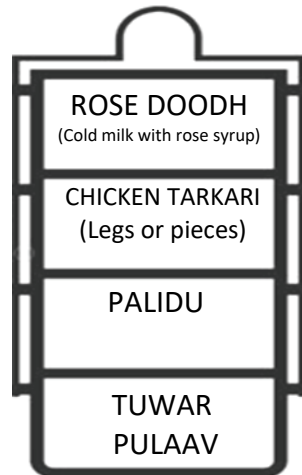 ROSE DOODH
(Cold milk with rose syrup)
CHICKEN TARKARI
(Legs or pieces)
PALIDU
TUWAR
PULAAV